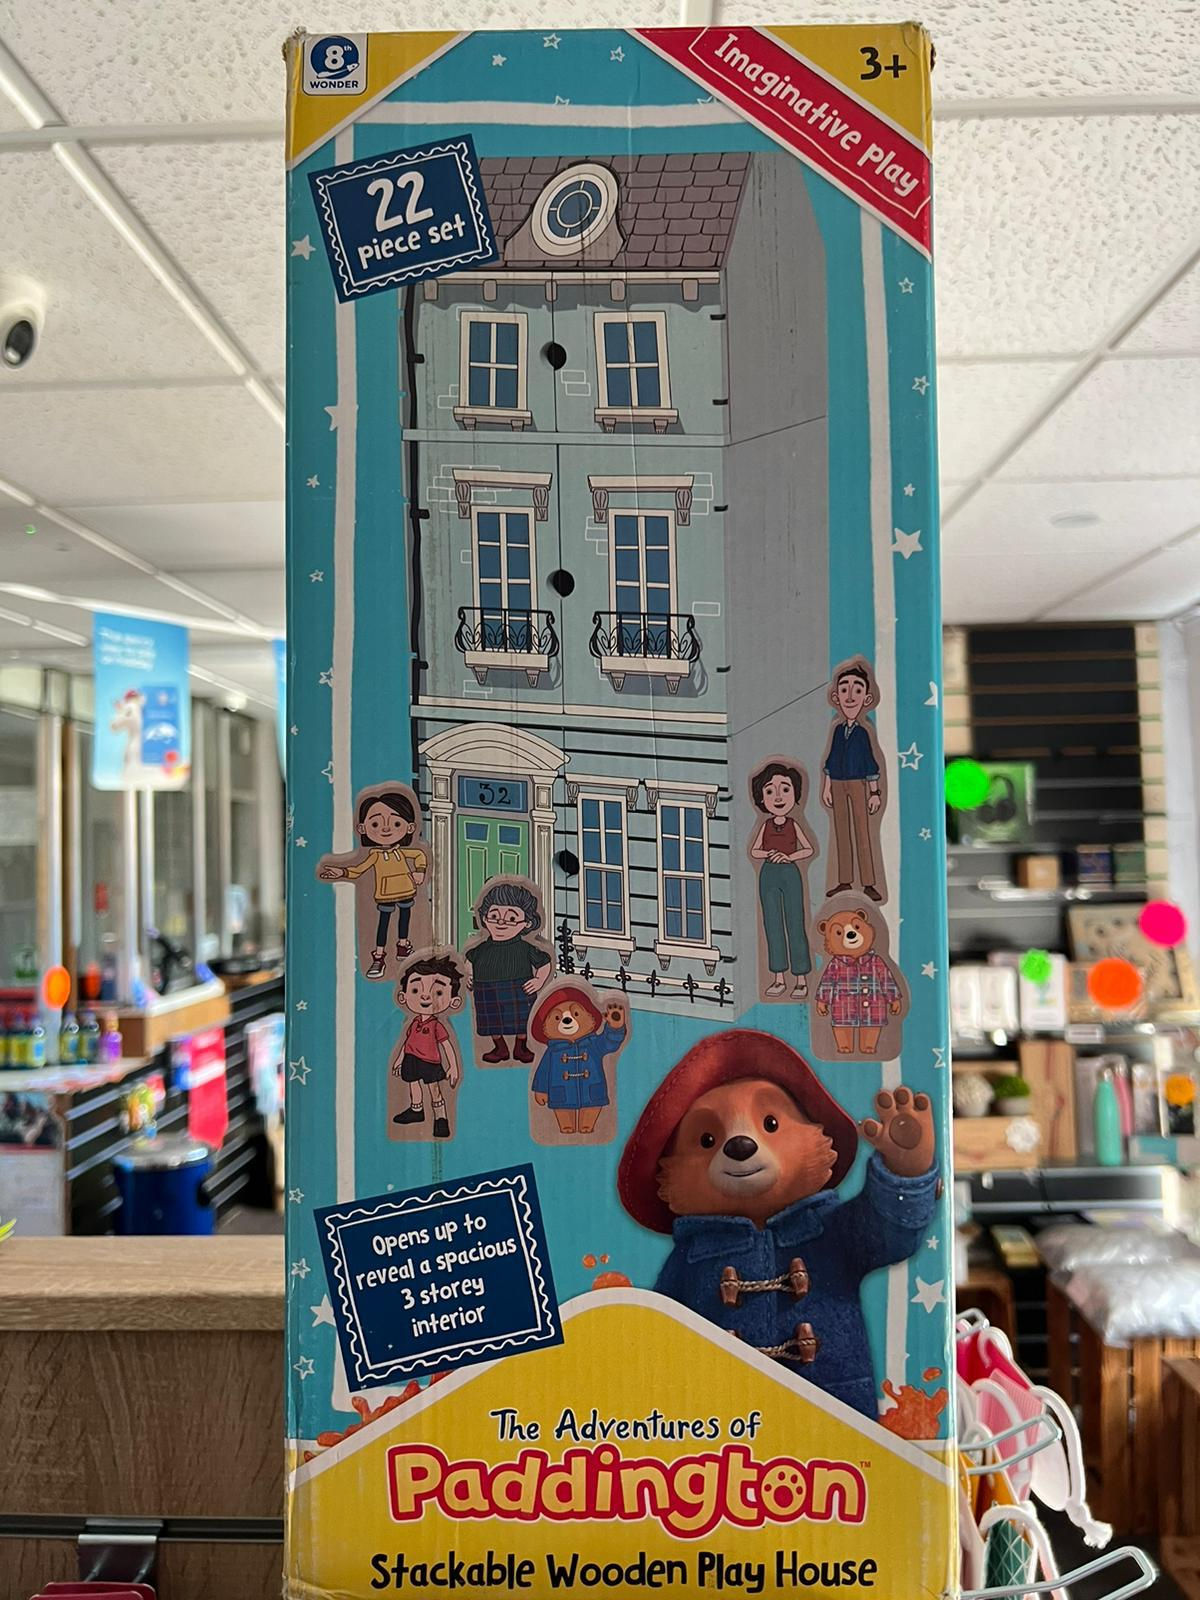 8th
WONDER
Imaginative Play
3+
22
piece set
32
Opens up to
reveal a spacious
3 storey
interior
The Adventures of
Paddington™
Stackable Wooden Play House